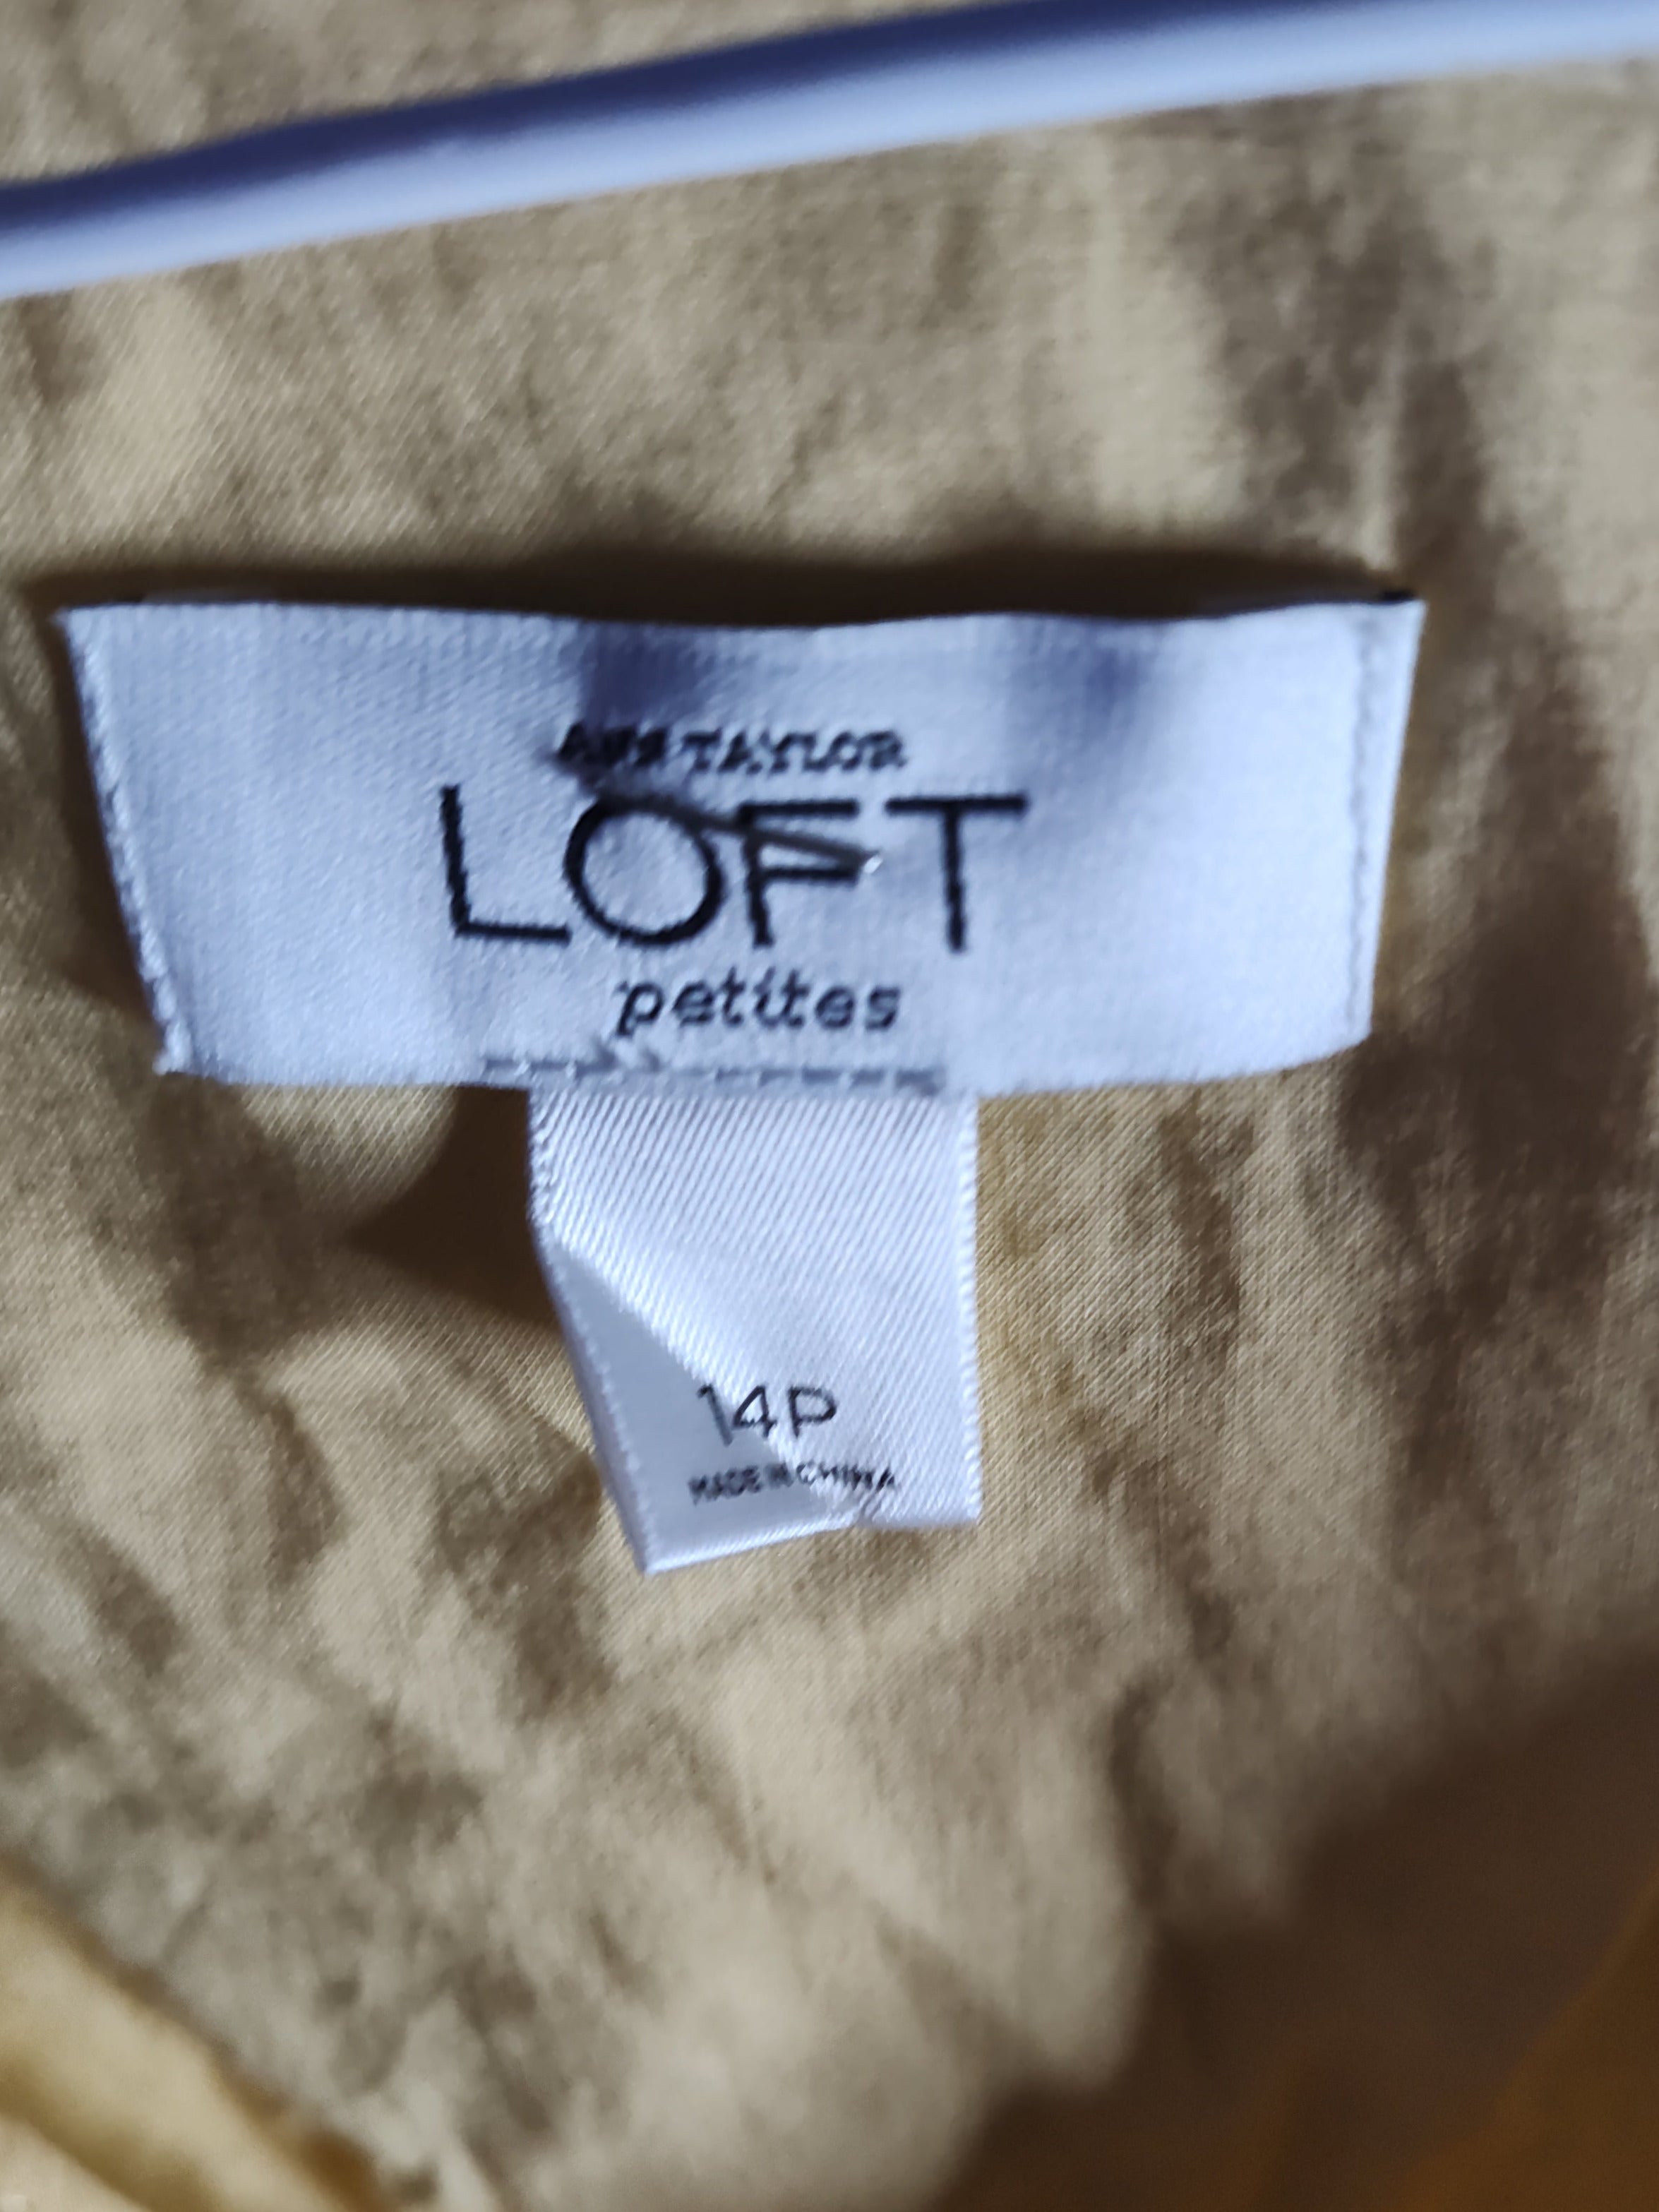 ANN TAYLOR
LOFT
petites
14P
MADE IN CHINA